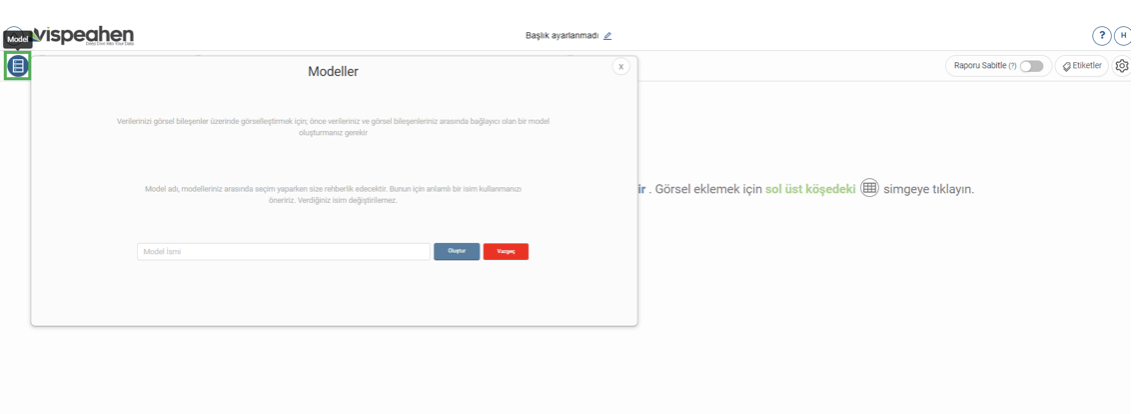 Model
vispeahen
Deep Dive Into Your Data
Başlık ayarlanmadı
?
H
Raporu Sabitle (?)
Etiketler
Modeller
x
Verilerinizi görsel bileşenler üzerinde görselleştirmek için; önce verileriniz ve görsel bileşenleriniz arasında bağlayıcı olan bir model
oluşturmanız gerekir
Model adı, modelleriniz arasında seçim yaparken size rehberlik edecektir. Bunun için anlamlı bir isim kullanmanızı
öneririz. Verdiğiniz isim değiştirilemez.
ir . Görsel eklemek için sol üst köşedeki simgeye tıklayın.
Model İsmi
Oluştur
Vazgeç